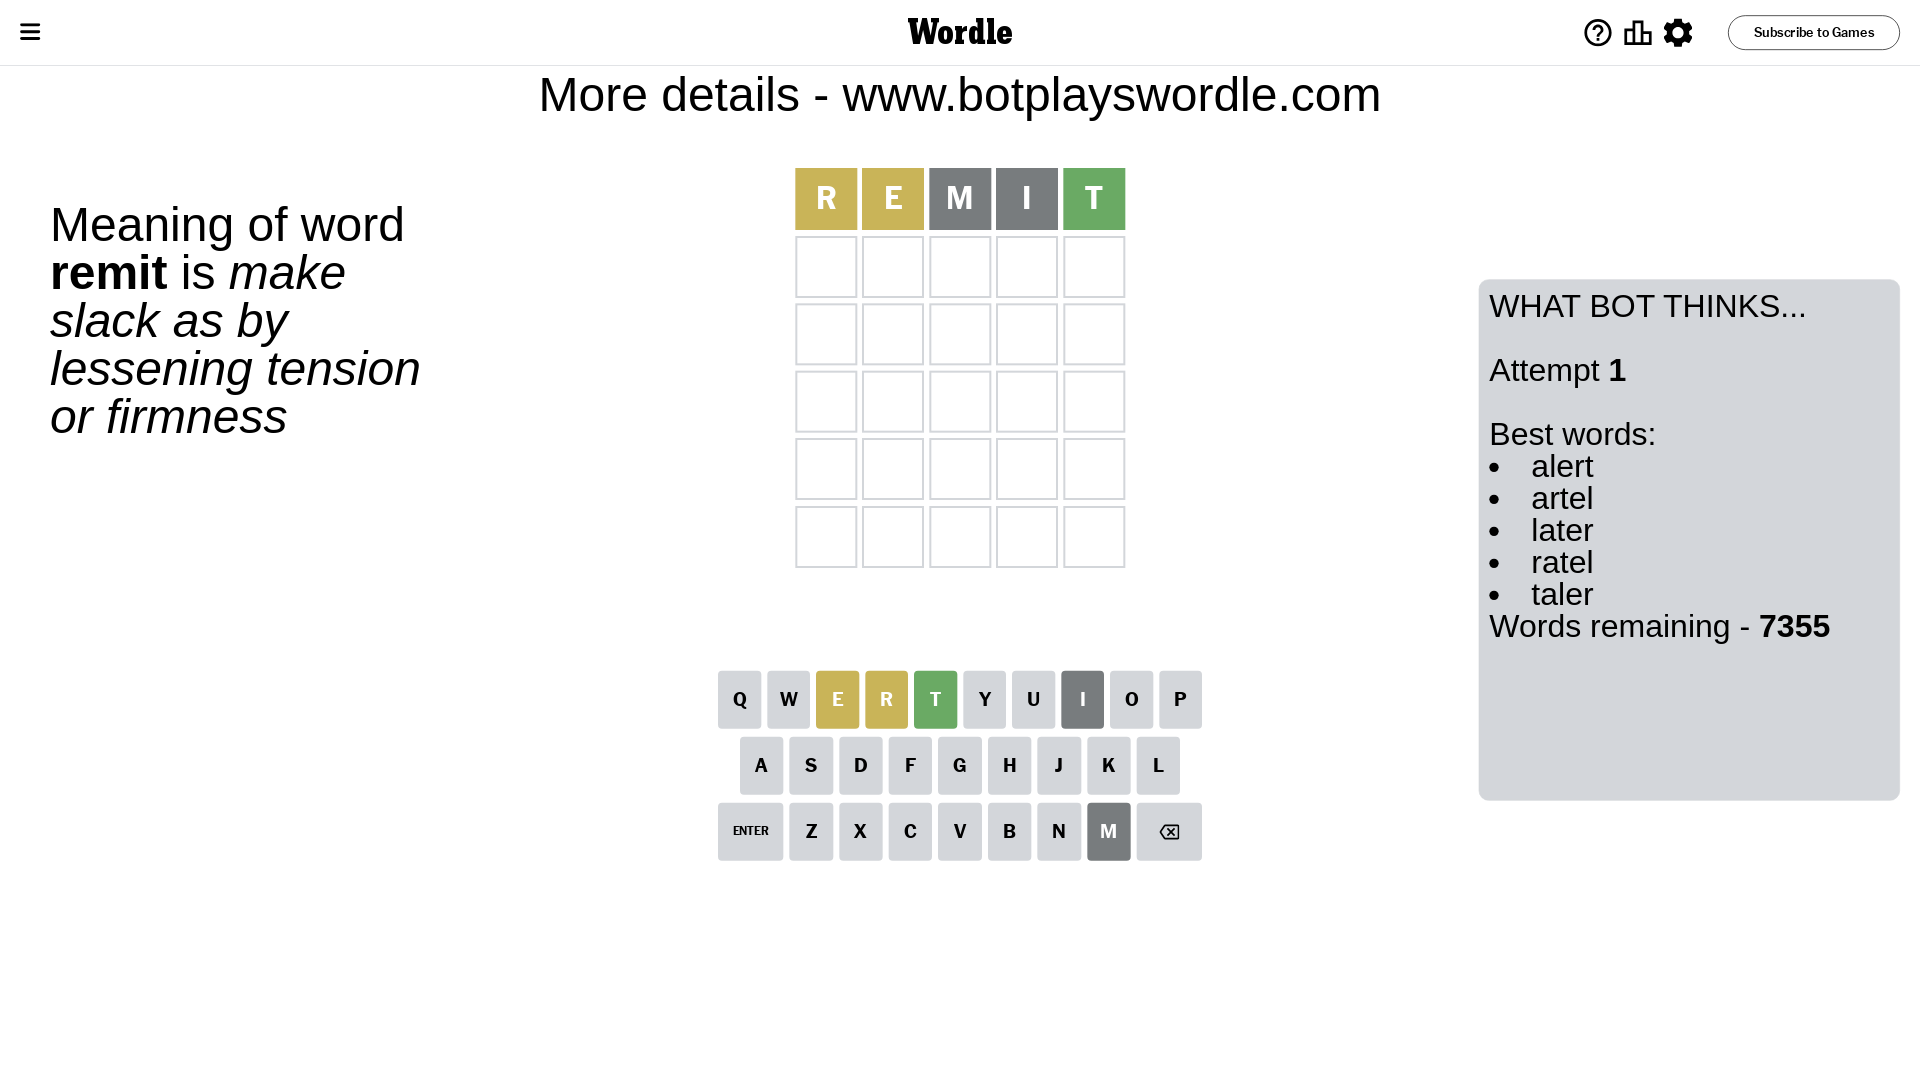 Wordle
Subscribe to Games
More details - www.botplayswordle.com
Meaning of word
remit is make
slack as by
lessening tension
or firmness
R E M I T
WHAT BOT THINKS...
Attempt 1
Best words:
• alert
• artel
• later
• ratel
• taler
Words remaining - 7355
Q W E R T Y U I O P
A S D F G H J K L
ENTER Z X C V B N M